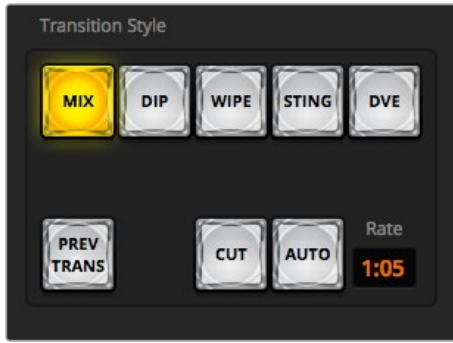 Transition Style
MIX DIP WIPE STING DVE
PREV
TRANS
CUT AUTO
Rate
1:05